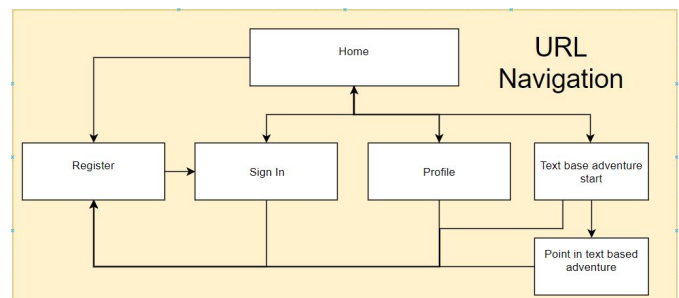 Home
URL
Navigation
Register
Sign In
Profile
Text base adventure
start
Point in text based
adventure